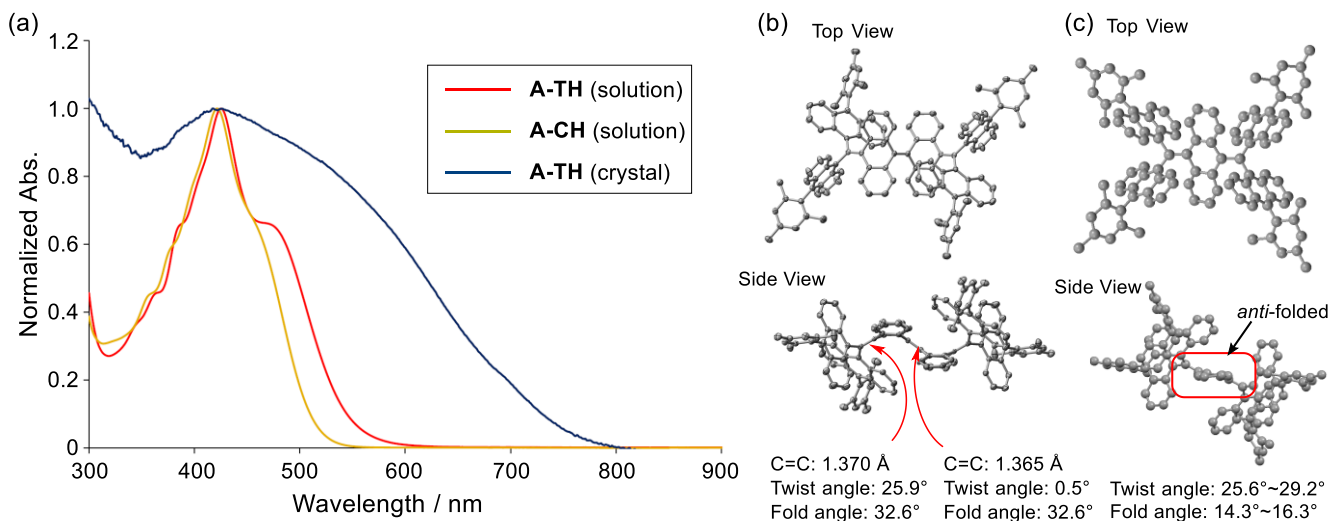 (a)
1.2
1.0
0.8
0.6
0.4
0.2
0
Normalized Abs.
300
400
500
600
700
800
900
Wavelength / nm
A-TH (solution)
A-CH (solution)
A-TH (crystal)
(b)
Top View
Side View
C=C: 1.370 Å
Twist angle: 25.9°
Fold angle: 32.6°
C=C: 1.365 Å
Twist angle: 0.5°
Fold angle: 32.6°
(c)
Top View
Side View
anti-folded
Twist angle: 25.6°~29.2°
Fold angle: 14.3°~16.3°